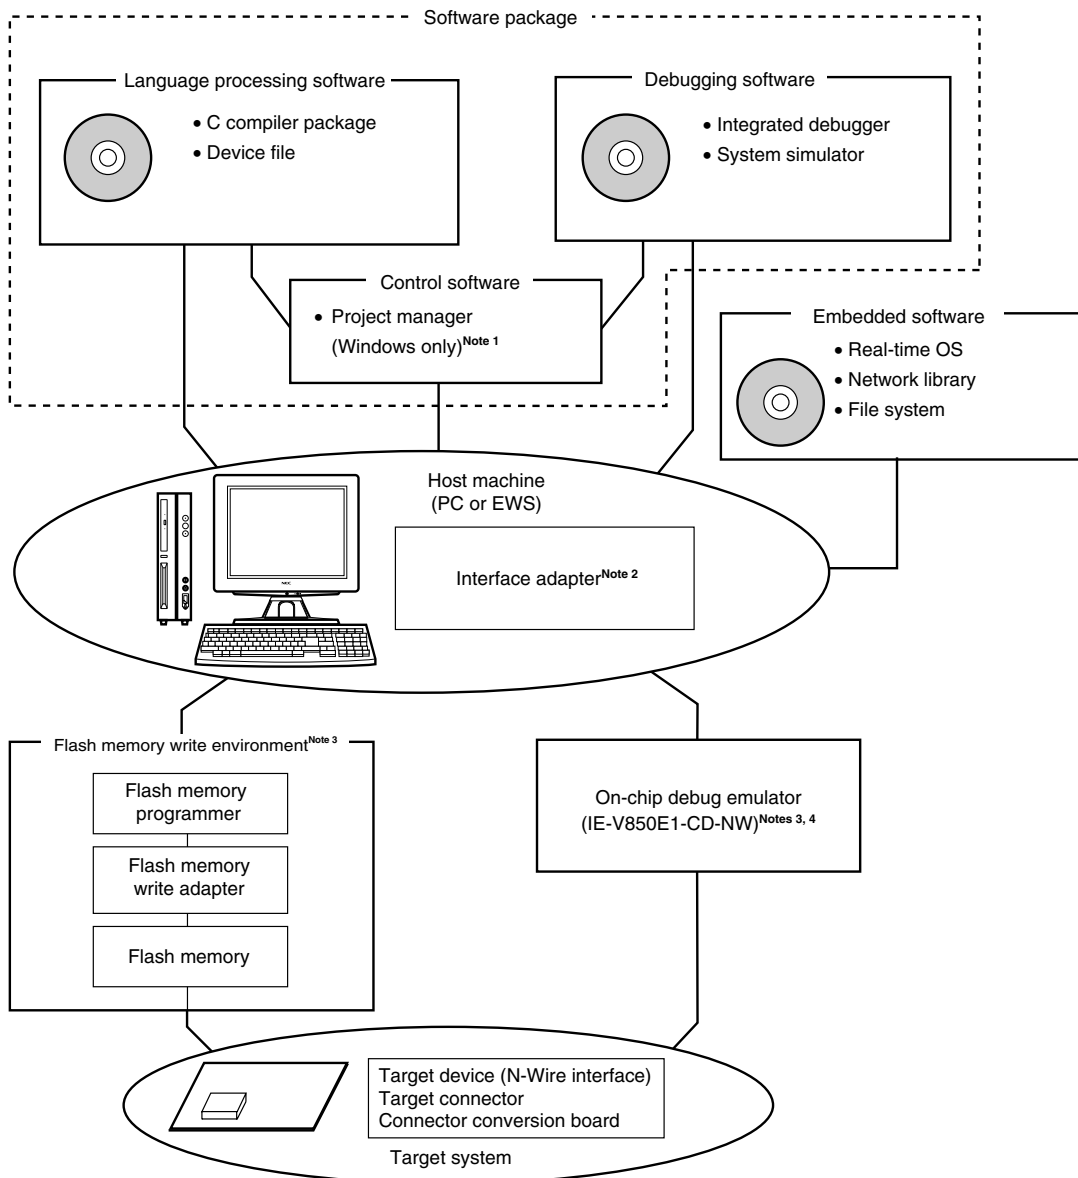 Software package
Language processing software
• C compiler package
• Device file
Debugging software
• Integrated debugger
• System simulator
Control software
• Project manager
(Windows only)Note 1
Embedded software
• Real-time OS
• Network library
• File system
Host machine
(PC or EWS)
Interface adapterNote 2
NEC
Flash memory write environmentNote 3
Flash memory
programmer
Flash memory
write adapter
Flash memory
On-chip debug emulator
(IE-V850E1-CD-NW)Notes 3, 4
Target device (N-Wire interface)
Target connector
Connector conversion board
Target system